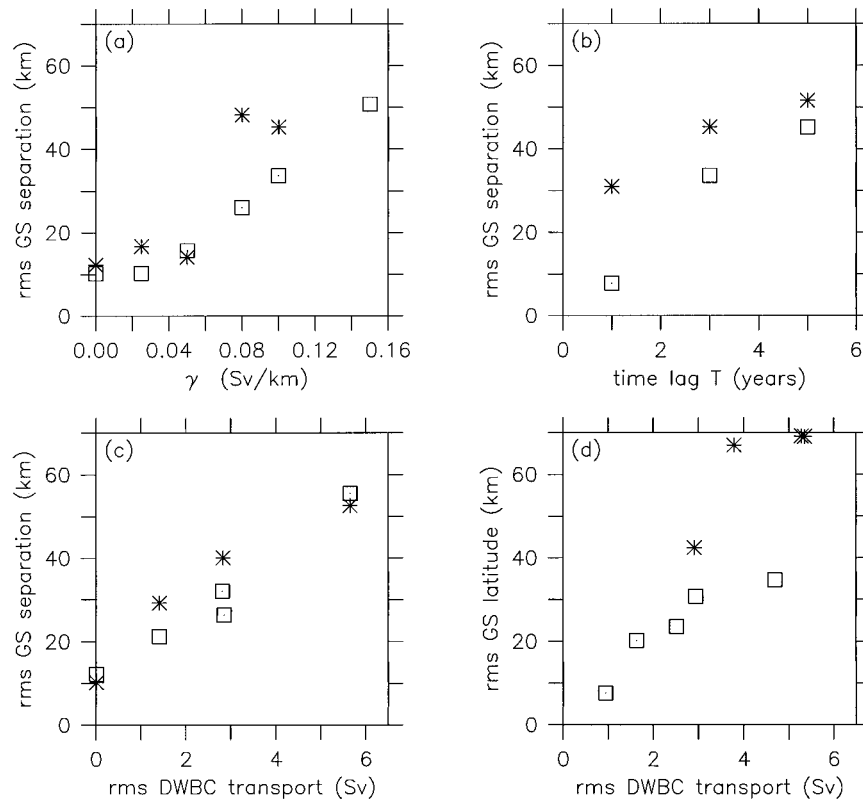 (a)
rms GS separation (km)
60
40
20
0
0.00 0.04 0.08 0.12 0.16
γ (Sv/km)
(b)
rms GS separation (km)
60
40
20
0
0 2 4 6
time lag T (years)
(c)
rms GS separation (km)
60
40
20
0
0 2 4 6
rms DWBC transport (Sv)
(d)
rms GS latitude (km)
60
40
20
0
0 2 4 6
rms DWBC transport (Sv)